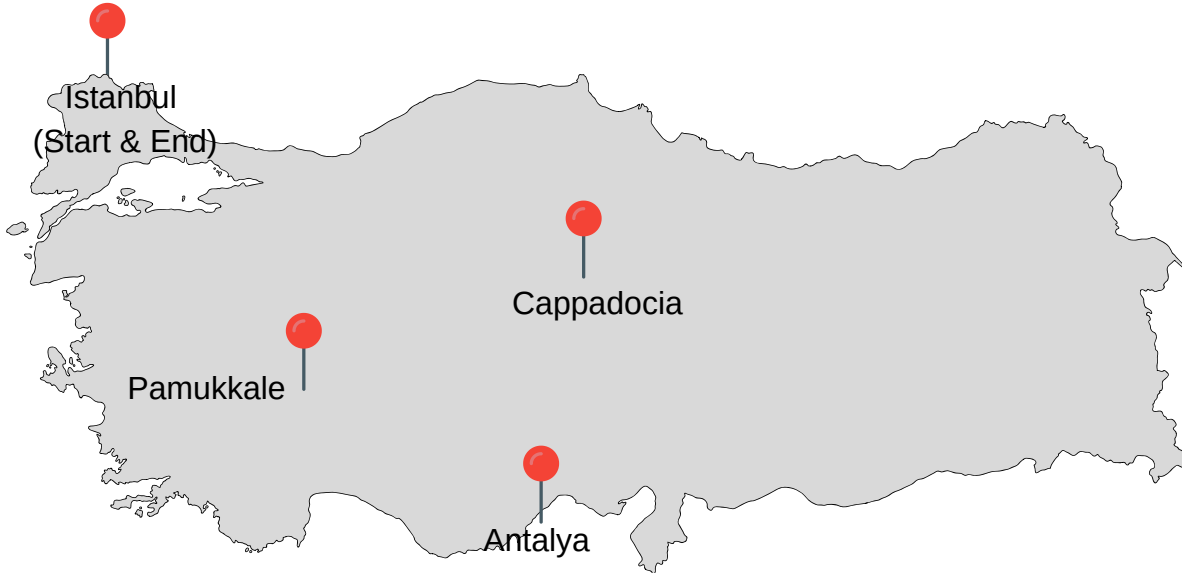 Istanbul
(Start & End)
Cappadocia
Pamukkale
Antalya